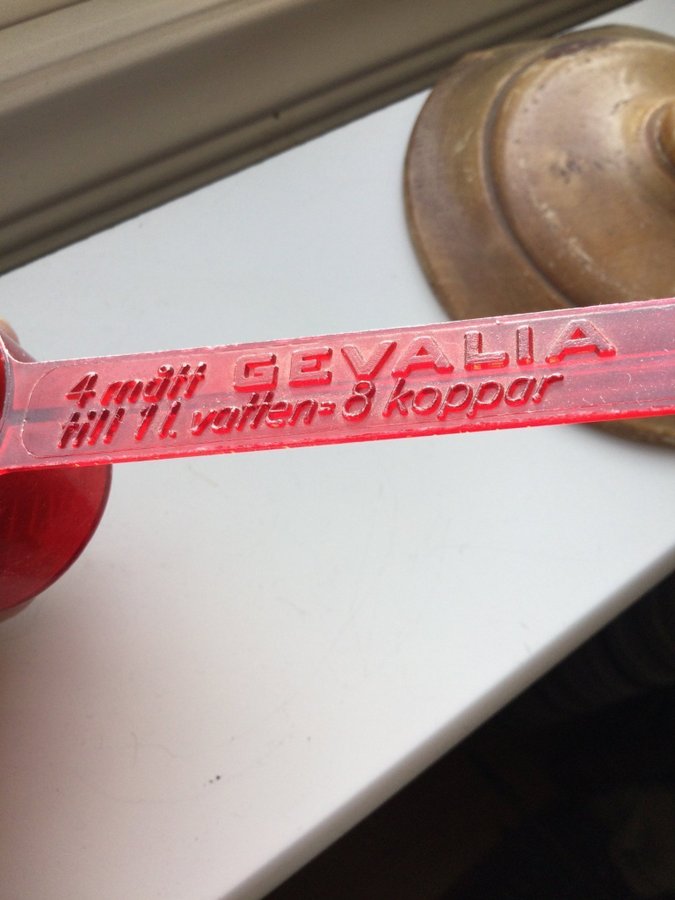 4 mått GEVALIA
till 1 l. vatten=8 koppar